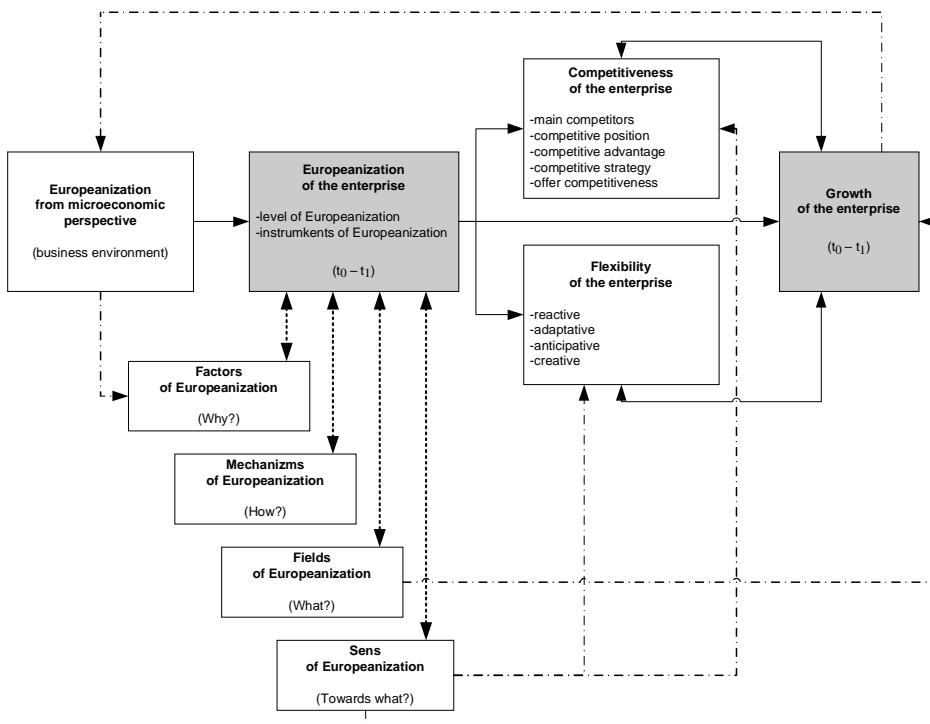 Europeanization
from microeconomic
perspective
(business environment)
Europeanization
of the enterprise
-level of Europeanization
-instrumkents of Europeanization
(t₀ – t₁)
Competitiveness
of the enterprise
-main competitors
-competitive position
-competitive advantage
-competitive strategy
-offer competitiveness
Flexibility
of the enterprise
-reactive
-adaptative
-anticipative
-creative
Growth
of the enterprise
(t₀ – t₁)
Factors
of Europeanization
(Why?)
Mechanizms
of Europeanization
(How?)
Fields
of Europeanization
(What?)
Sens
of Europeanization
(Towards what?)